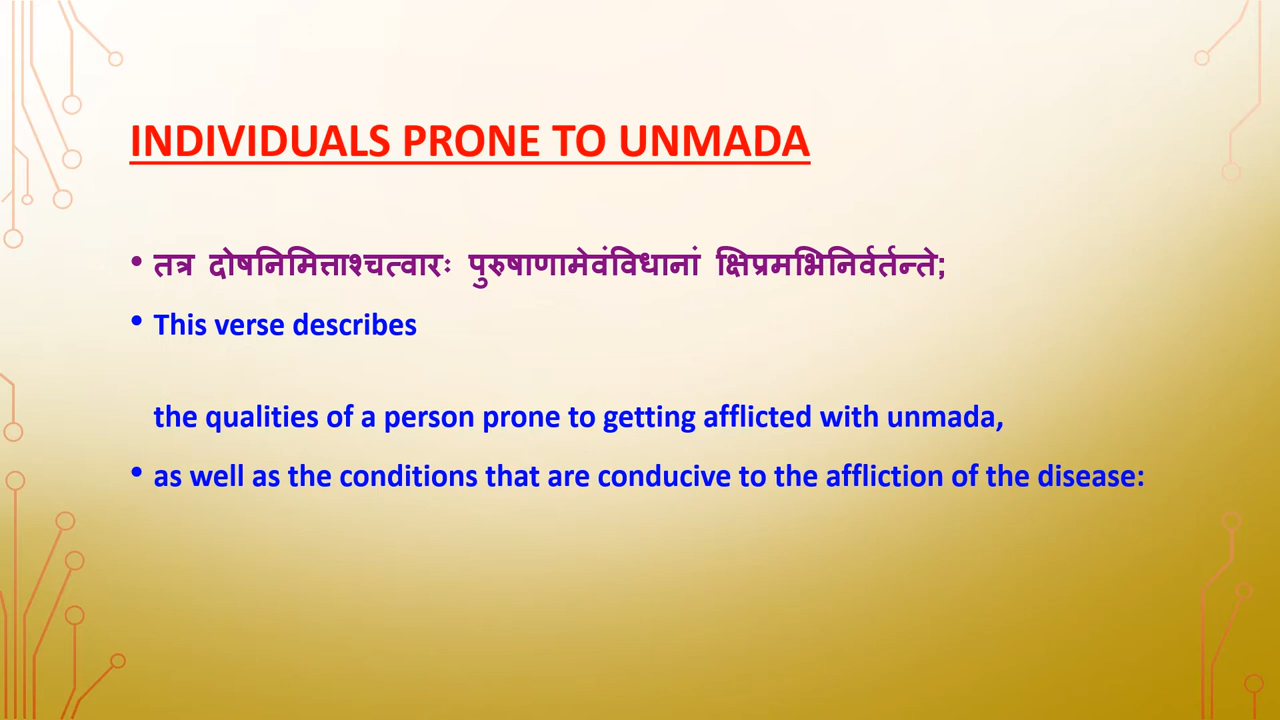 INDIVIDUALS PRONE TO UNMADA
• तत्र दोषनिमित्ताश्चत्वारः पुरुषाणामेवंविधानां क्षिप्रमभिनिर्वर्तन्ते;
• This verse describes
the qualities of a person prone to getting afflicted with unmada,
• as well as the conditions that are conducive to the affliction of the disease: